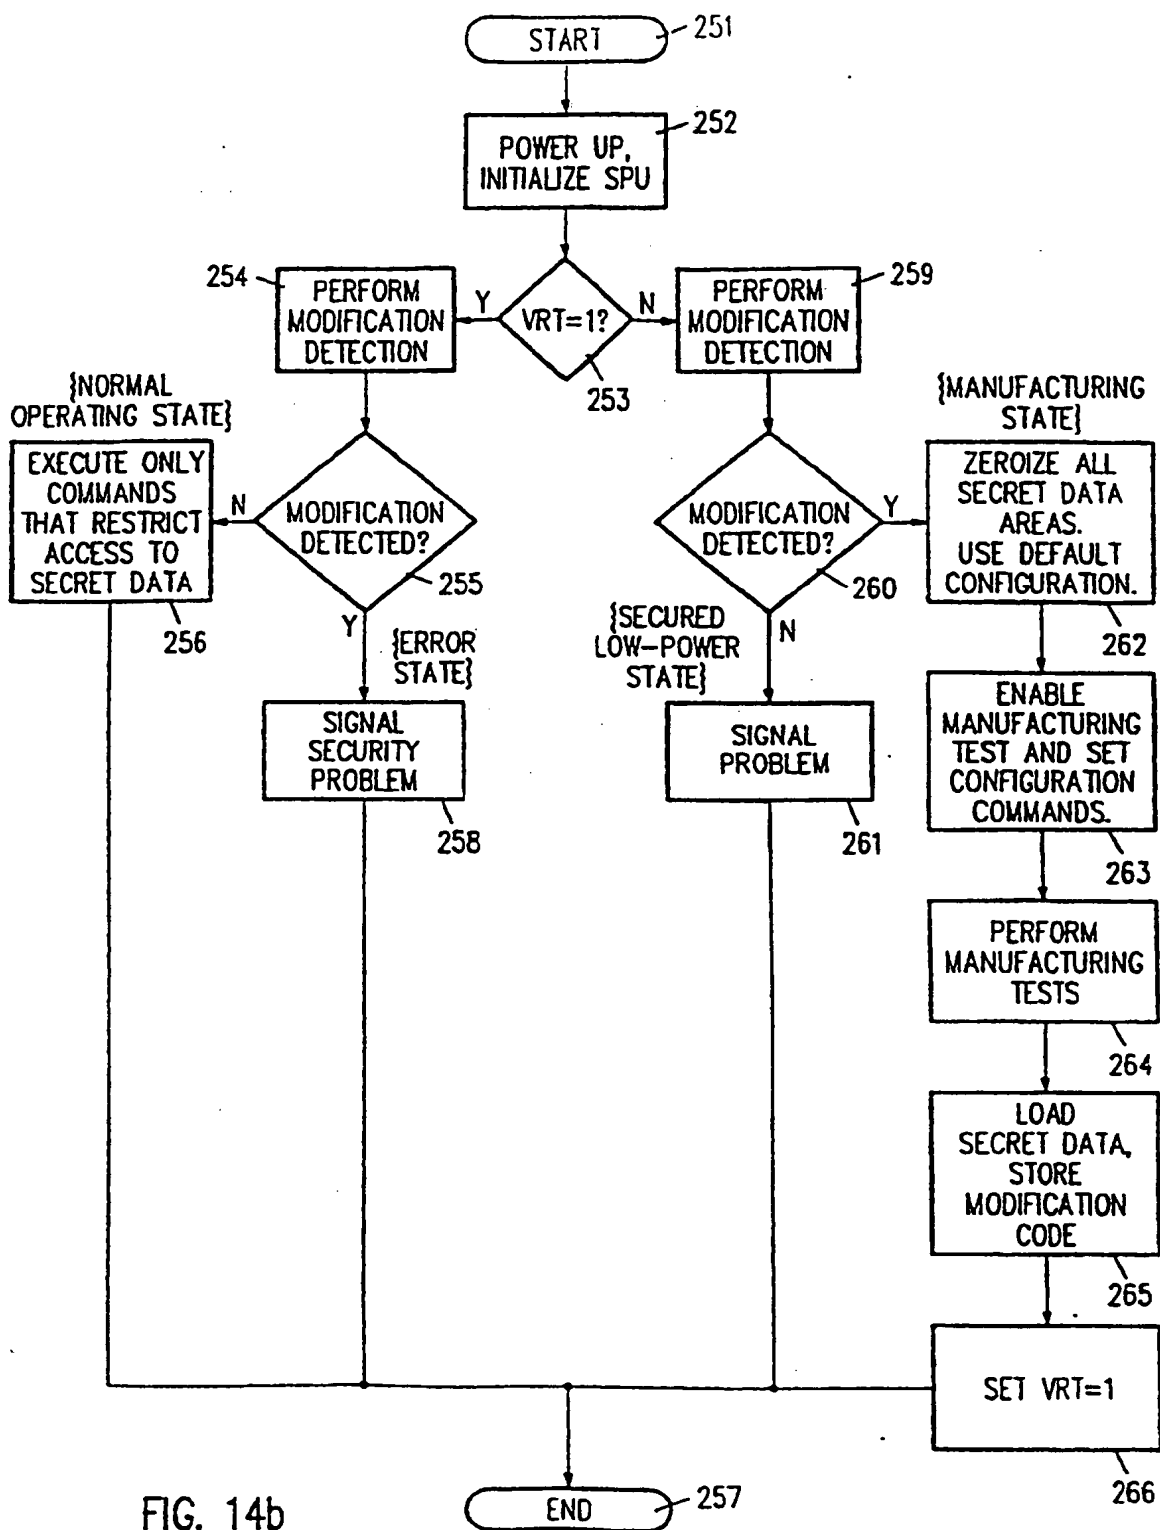 START
251
POWER UP,
INITIALIZE SPU
252
VRT=1?
253
Y
N
254
PERFORM
MODIFICATION
DETECTION
259
PERFORM
MODIFICATION
DETECTION
{NORMAL
OPERATING STATE}
EXECUTE ONLY
COMMANDS
THAT RESTRICT
ACCESS TO
SECRET DATA
256
N
MODIFICATION
DETECTED?
255
Y
{ERROR
STATE}
SIGNAL
SECURITY
PROBLEM
258
MODIFICATION
DETECTED?
260
Y
N
{SECURED
LOW-POWER
STATE}
SIGNAL
PROBLEM
261
{MANUFACTURING
STATE}
ZEROIZE ALL
SECRET DATA
AREAS.
USE DEFAULT
CONFIGURATION.
262
ENABLE
MANUFACTURING
TEST AND SET
CONFIGURATION
COMMANDS.
263
PERFORM
MANUFACTURING
TESTS
264
LOAD
SECRET DATA,
STORE
MODIFICATION
CODE
265
SET VRT=1
266
END
257
FIG. 14b